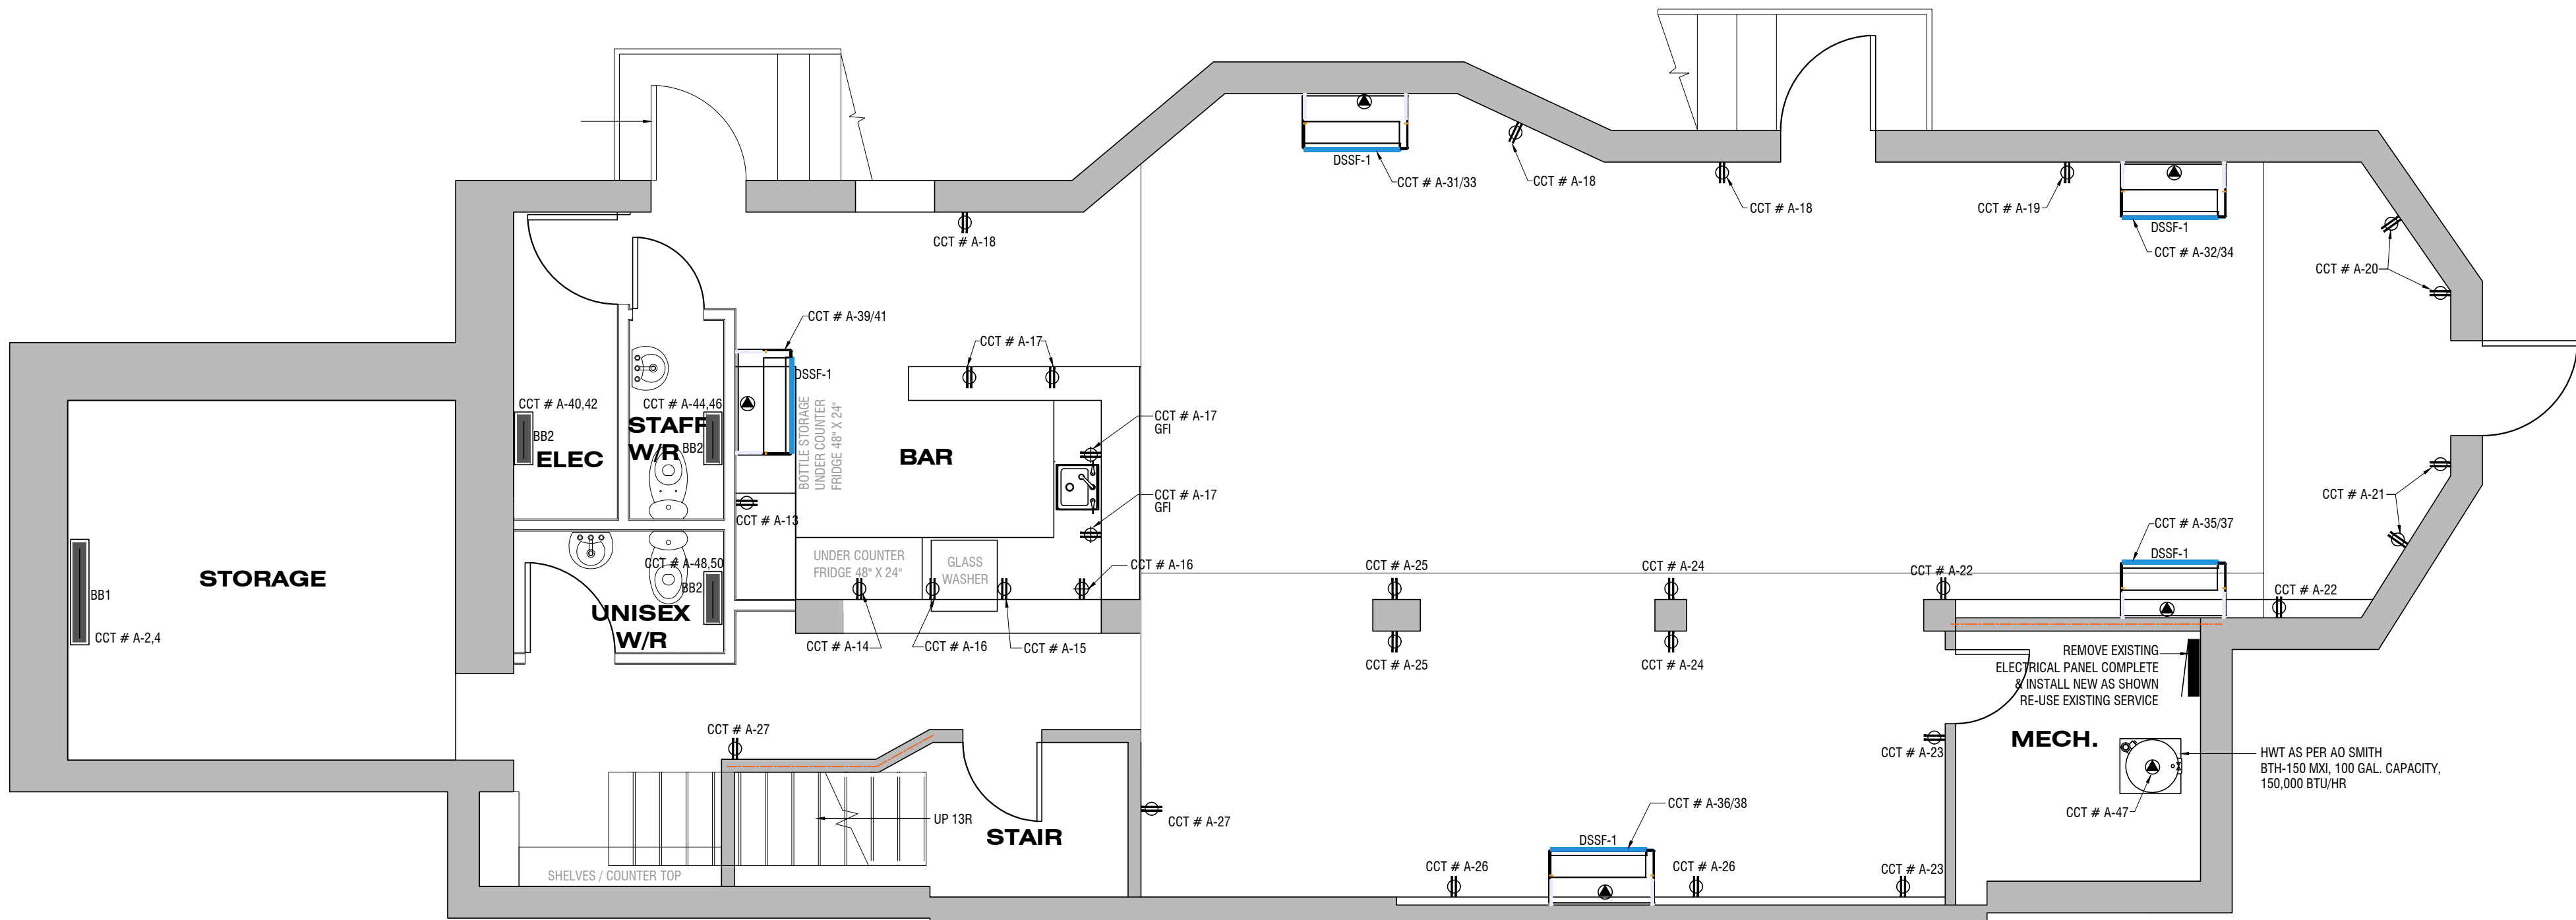 DSSF-1
CCT # A-31/33
CCT # A-18
CCT # A-18
CCT # A-19
DSSF-1
CCT # A-32/34
CCT # A-20
CCT # A-18
CCT # A-39/41
DSSF-1
CCT # A-17
CCT # A-40,42
BB2
ELEC
CCT # A-44,46
STAFF
W/R
BB2
BOTTLE STORAGE
UNDER COUNTER
FRIDGE 48" X 24"
BAR
CCT # A-17
GFI
CCT # A-17
GFI
CCT # A-13
CCT # A-21
CCT # A-35/37
DSSF-1
STORAGE
BB1
CCT # A-2,4
CCT # A-48,50
BB2
UNISEX
W/R
UNDER COUNTER
FRIDGE 48" X 24"
GLASS
WASHER
CCT # A-16
CCT # A-25
CCT # A-24
CCT # A-22
CCT # A-22
CCT # A-14
CCT # A-16
CCT # A-15
CCT # A-25
CCT # A-24
REMOVE EXISTING
ELECTRICAL PANEL COMPLETE
& INSTALL NEW AS SHOWN
RE-USE EXISTING SERVICE
CCT # A-27
CCT # A-23
MECH.
HWT AS PER AO SMITH
BTH-150 MXI, 100 GAL. CAPACITY,
150,000 BTU/HR
CCT # A-47
UP 13R
STAIR
CCT # A-27
CCT # A-36/38
DSSF-1
SHELVES / COUNTER TOP
CCT # A-26
CCT # A-26
CCT # A-23